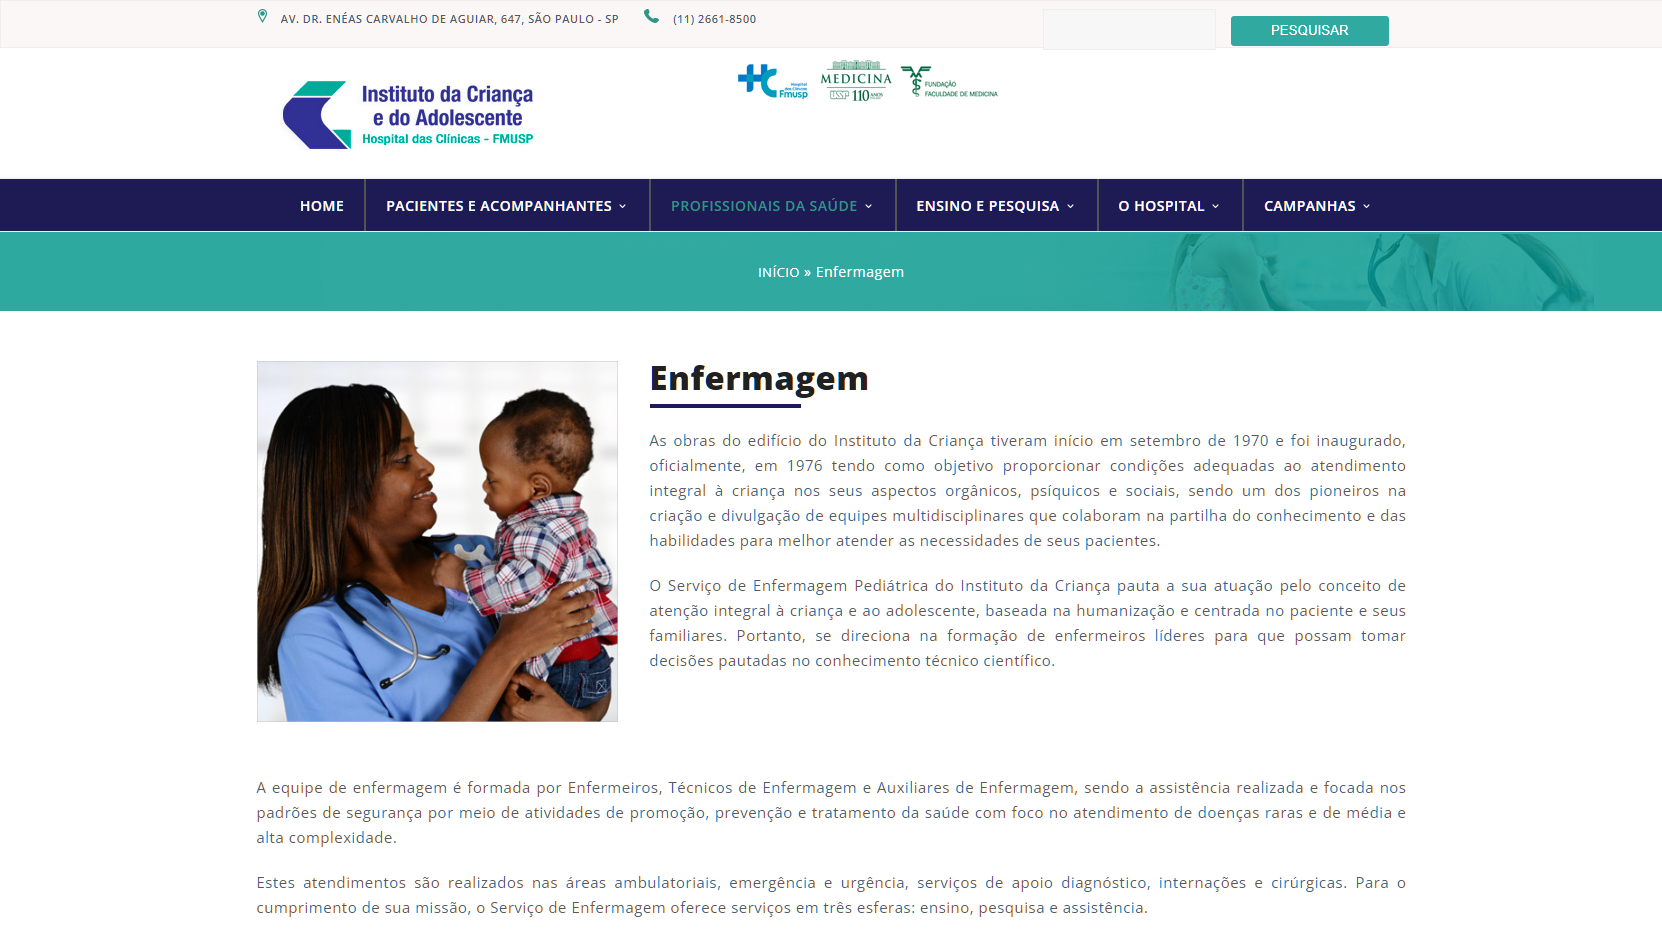 AV. DR. ENÉAS CARVALHO DE AGUIAR, 647, SÃO PAULO - SP
(11) 2661-8500
PESQUISAR
Instituto da Criança
e do Adolescente
Hospital das Clínicas - FMUSP
Hospital
das Clínicas
Fmusp
MEDICINA
USP 110 ANOS
FUNDAÇÃO
FACULDADE DE MEDICINA
HOME
PACIENTES E ACOMPANHANTES
PROFISSIONAIS DA SAÚDE
ENSINO E PESQUISA
O HOSPITAL
CAMPANHAS
INÍCIO » Enfermagem
Enfermagem
As obras do edifício do Instituto da Criança tiveram início em setembro de 1970 e foi inaugurado,
oficialmente, em 1976 tendo como objetivo proporcionar condições adequadas ao atendimento
integral à criança nos seus aspectos orgânicos, psíquicos e sociais, sendo um dos pioneiros na
criação e divulgação de equipes multidisciplinares que colaboram na partilha do conhecimento e das
habilidades para melhor atender as necessidades de seus pacientes.
O Serviço de Enfermagem Pediátrica do Instituto da Criança pauta a sua atuação pelo conceito de
atenção integral à criança e ao adolescente, baseada na humanização e centrada no paciente e seus
familiares. Portanto, se direciona na formação de enfermeiros líderes para que possam tomar
decisões pautadas no conhecimento técnico científico.
A equipe de enfermagem é formada por Enfermeiros, Técnicos de Enfermagem e Auxiliares de Enfermagem, sendo a assistência realizada e focada nos
padrões de segurança por meio de atividades de promoção, prevenção e tratamento da saúde com foco no atendimento de doenças raras e de média e
alta complexidade.
Estes atendimentos são realizados nas áreas ambulatoriais, emergência e urgência, serviços de apoio diagnóstico, internações e cirúrgicas. Para o
cumprimento de sua missão, o Serviço de Enfermagem oferece serviços em três esferas: ensino, pesquisa e assistência.